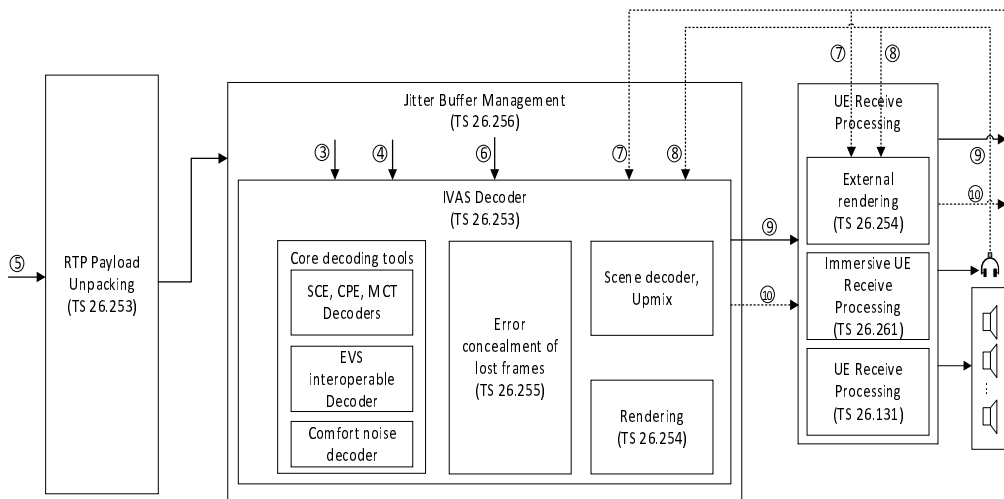 ⑤
RTP Payload
Unpacking
(TS 26.253)
Jitter Buffer Management
(TS 26.256)
③
④
⑥
⑦
⑧
IVAS Decoder
(TS 26.253)
Core decoding tools
SCE, CPE, MCT
Decoders
EVS
interoperable
Decoder
Comfort noise
decoder
Error
concealment of
lost frames
(TS 26.255)
Scene decoder,
Upmix
Rendering
(TS 26.254)
⑨
⑩
⑦
⑧
UE Receive
Processing
External
rendering
(TS 26.254)
Immersive UE
Receive
Processing
(TS 26.261)
UE Receive
Processing
(TS 26.131)
⑨
⑩
...